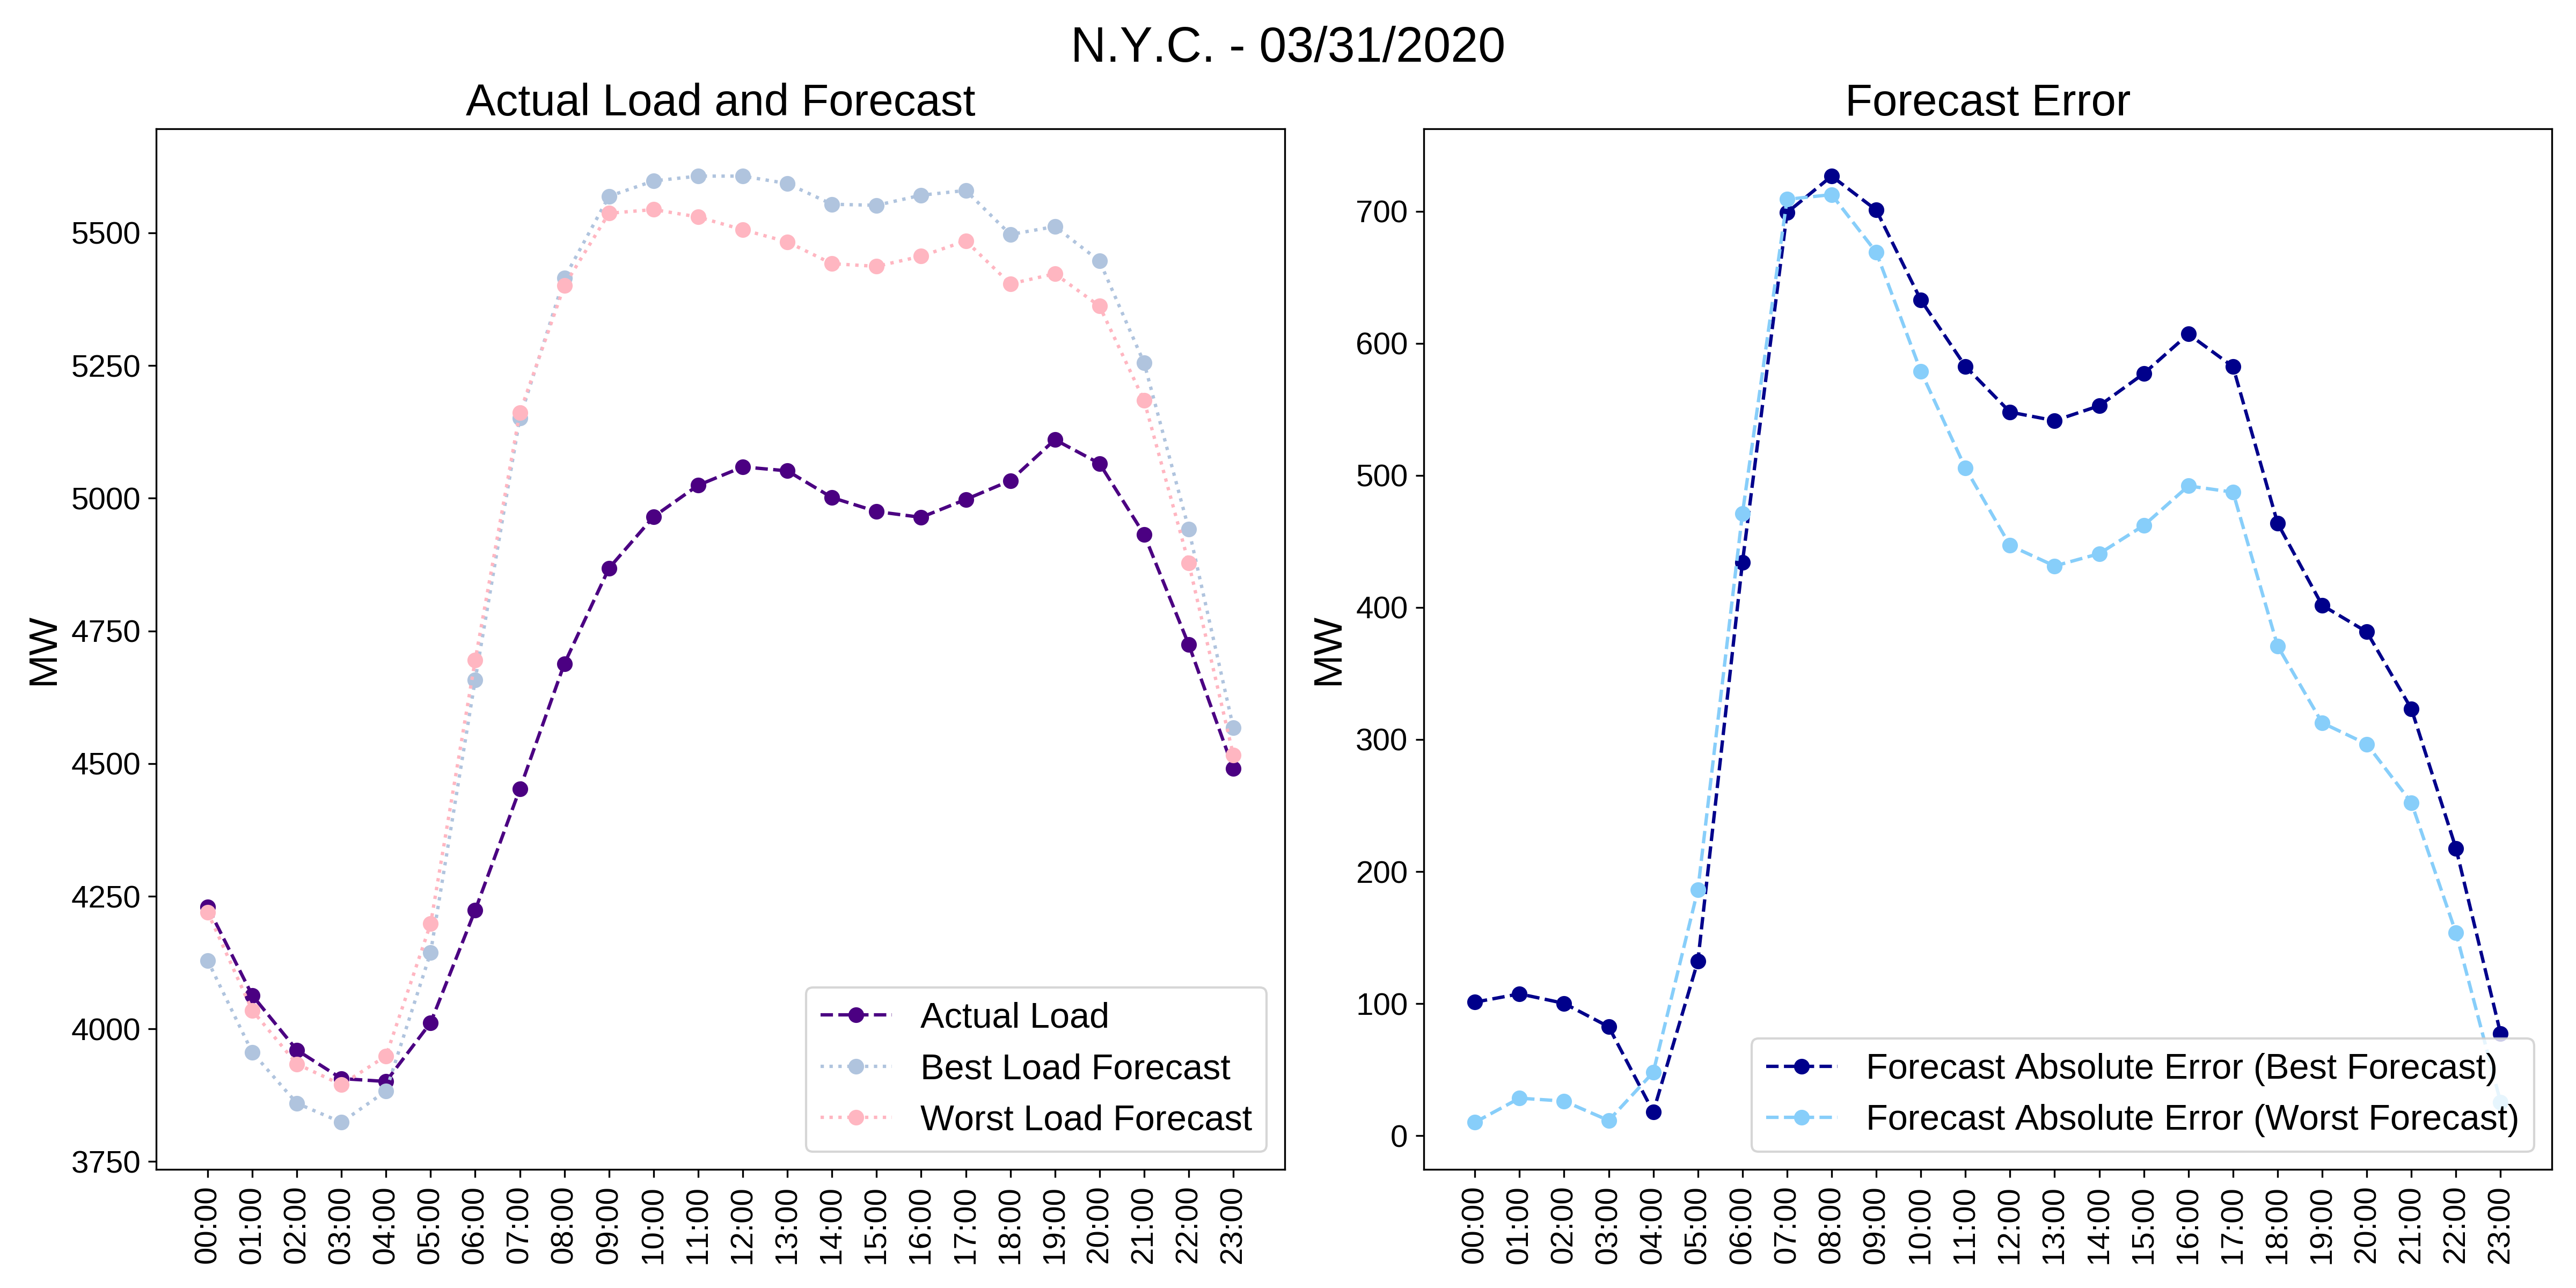 N.Y.C. - 03/31/2020
Actual Load and Forecast
MW
5500
5250
5000
4750
4500
4250
4000
3750
Actual Load
Best Load Forecast
Worst Load Forecast
00:00 01:00 02:00 03:00 04:00 05:00 06:00 07:00 08:00 09:00 10:00 11:00 12:00 13:00 14:00 15:00 16:00 17:00 18:00 19:00 20:00 21:00 22:00 23:00
Forecast Error
MW
700
600
500
400
300
200
100
0
Forecast Absolute Error (Best Forecast)
Forecast Absolute Error (Worst Forecast)
00:00 01:00 02:00 03:00 04:00 05:00 06:00 07:00 08:00 09:00 10:00 11:00 12:00 13:00 14:00 15:00 16:00 17:00 18:00 19:00 20:00 21:00 22:00 23:00